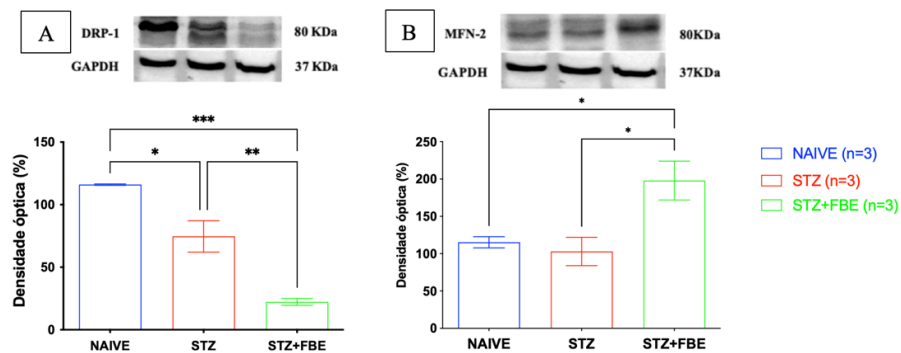 A
DRP-1
80 KDa
GAPDH
37 KDa
***
*
**
Densidade óptica (%)
150
100
50
0
NAIVE
STZ
STZ+FBE
B
MFN-2
80KDa
GAPDH
37KDa
*
*
Densidade óptica (%)
250
200
150
100
50
0
NAIVE
STZ
STZ+FBE
NAIVE (n=3)
STZ (n=3)
STZ+FBE (n=3)